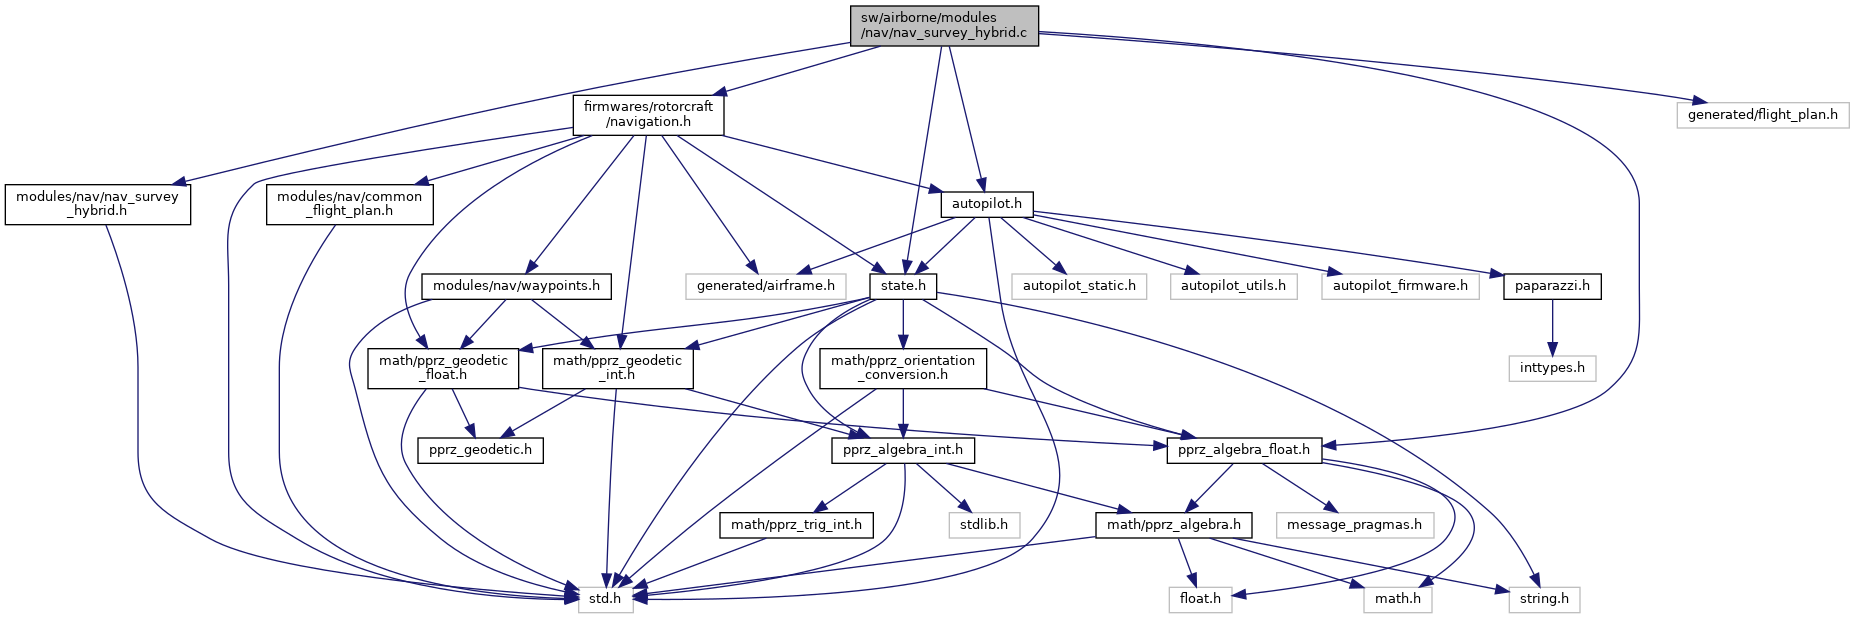 sw/airborne/modules
/nav/nav_survey_hybrid.c
firmwares/rotorcraft
/navigation.h
generated/flight_plan.h
modules/nav/nav_survey
_hybrid.h
modules/nav/common
_flight_plan.h
autopilot.h
modules/nav/waypoints.h
generated/airframe.h
state.h
autopilot_static.h
autopilot_utils.h
autopilot_firmware.h
paparazzi.h
math/pprz_geodetic
_float.h
math/pprz_geodetic
_int.h
math/pprz_orientation
_conversion.h
inttypes.h
pprz_geodetic.h
pprz_algebra_int.h
pprz_algebra_float.h
math/pprz_trig_int.h
stdlib.h
math/pprz_algebra.h
message_pragmas.h
std.h
float.h
math.h
string.h